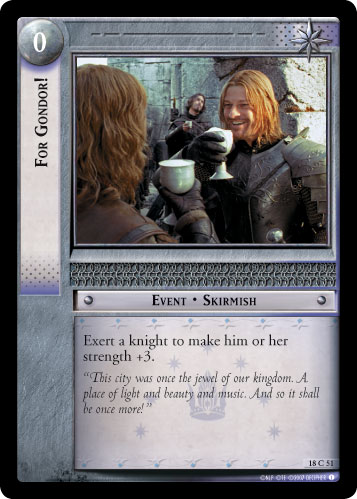 0
FOR GONDOR!
EVENT • SKIRMISH
Exert a knight to make him or her
strength +3.
“This city was once the jewel of our kingdom. A
place of light and beauty and music. And so it shall
be once more!”
18 C 51